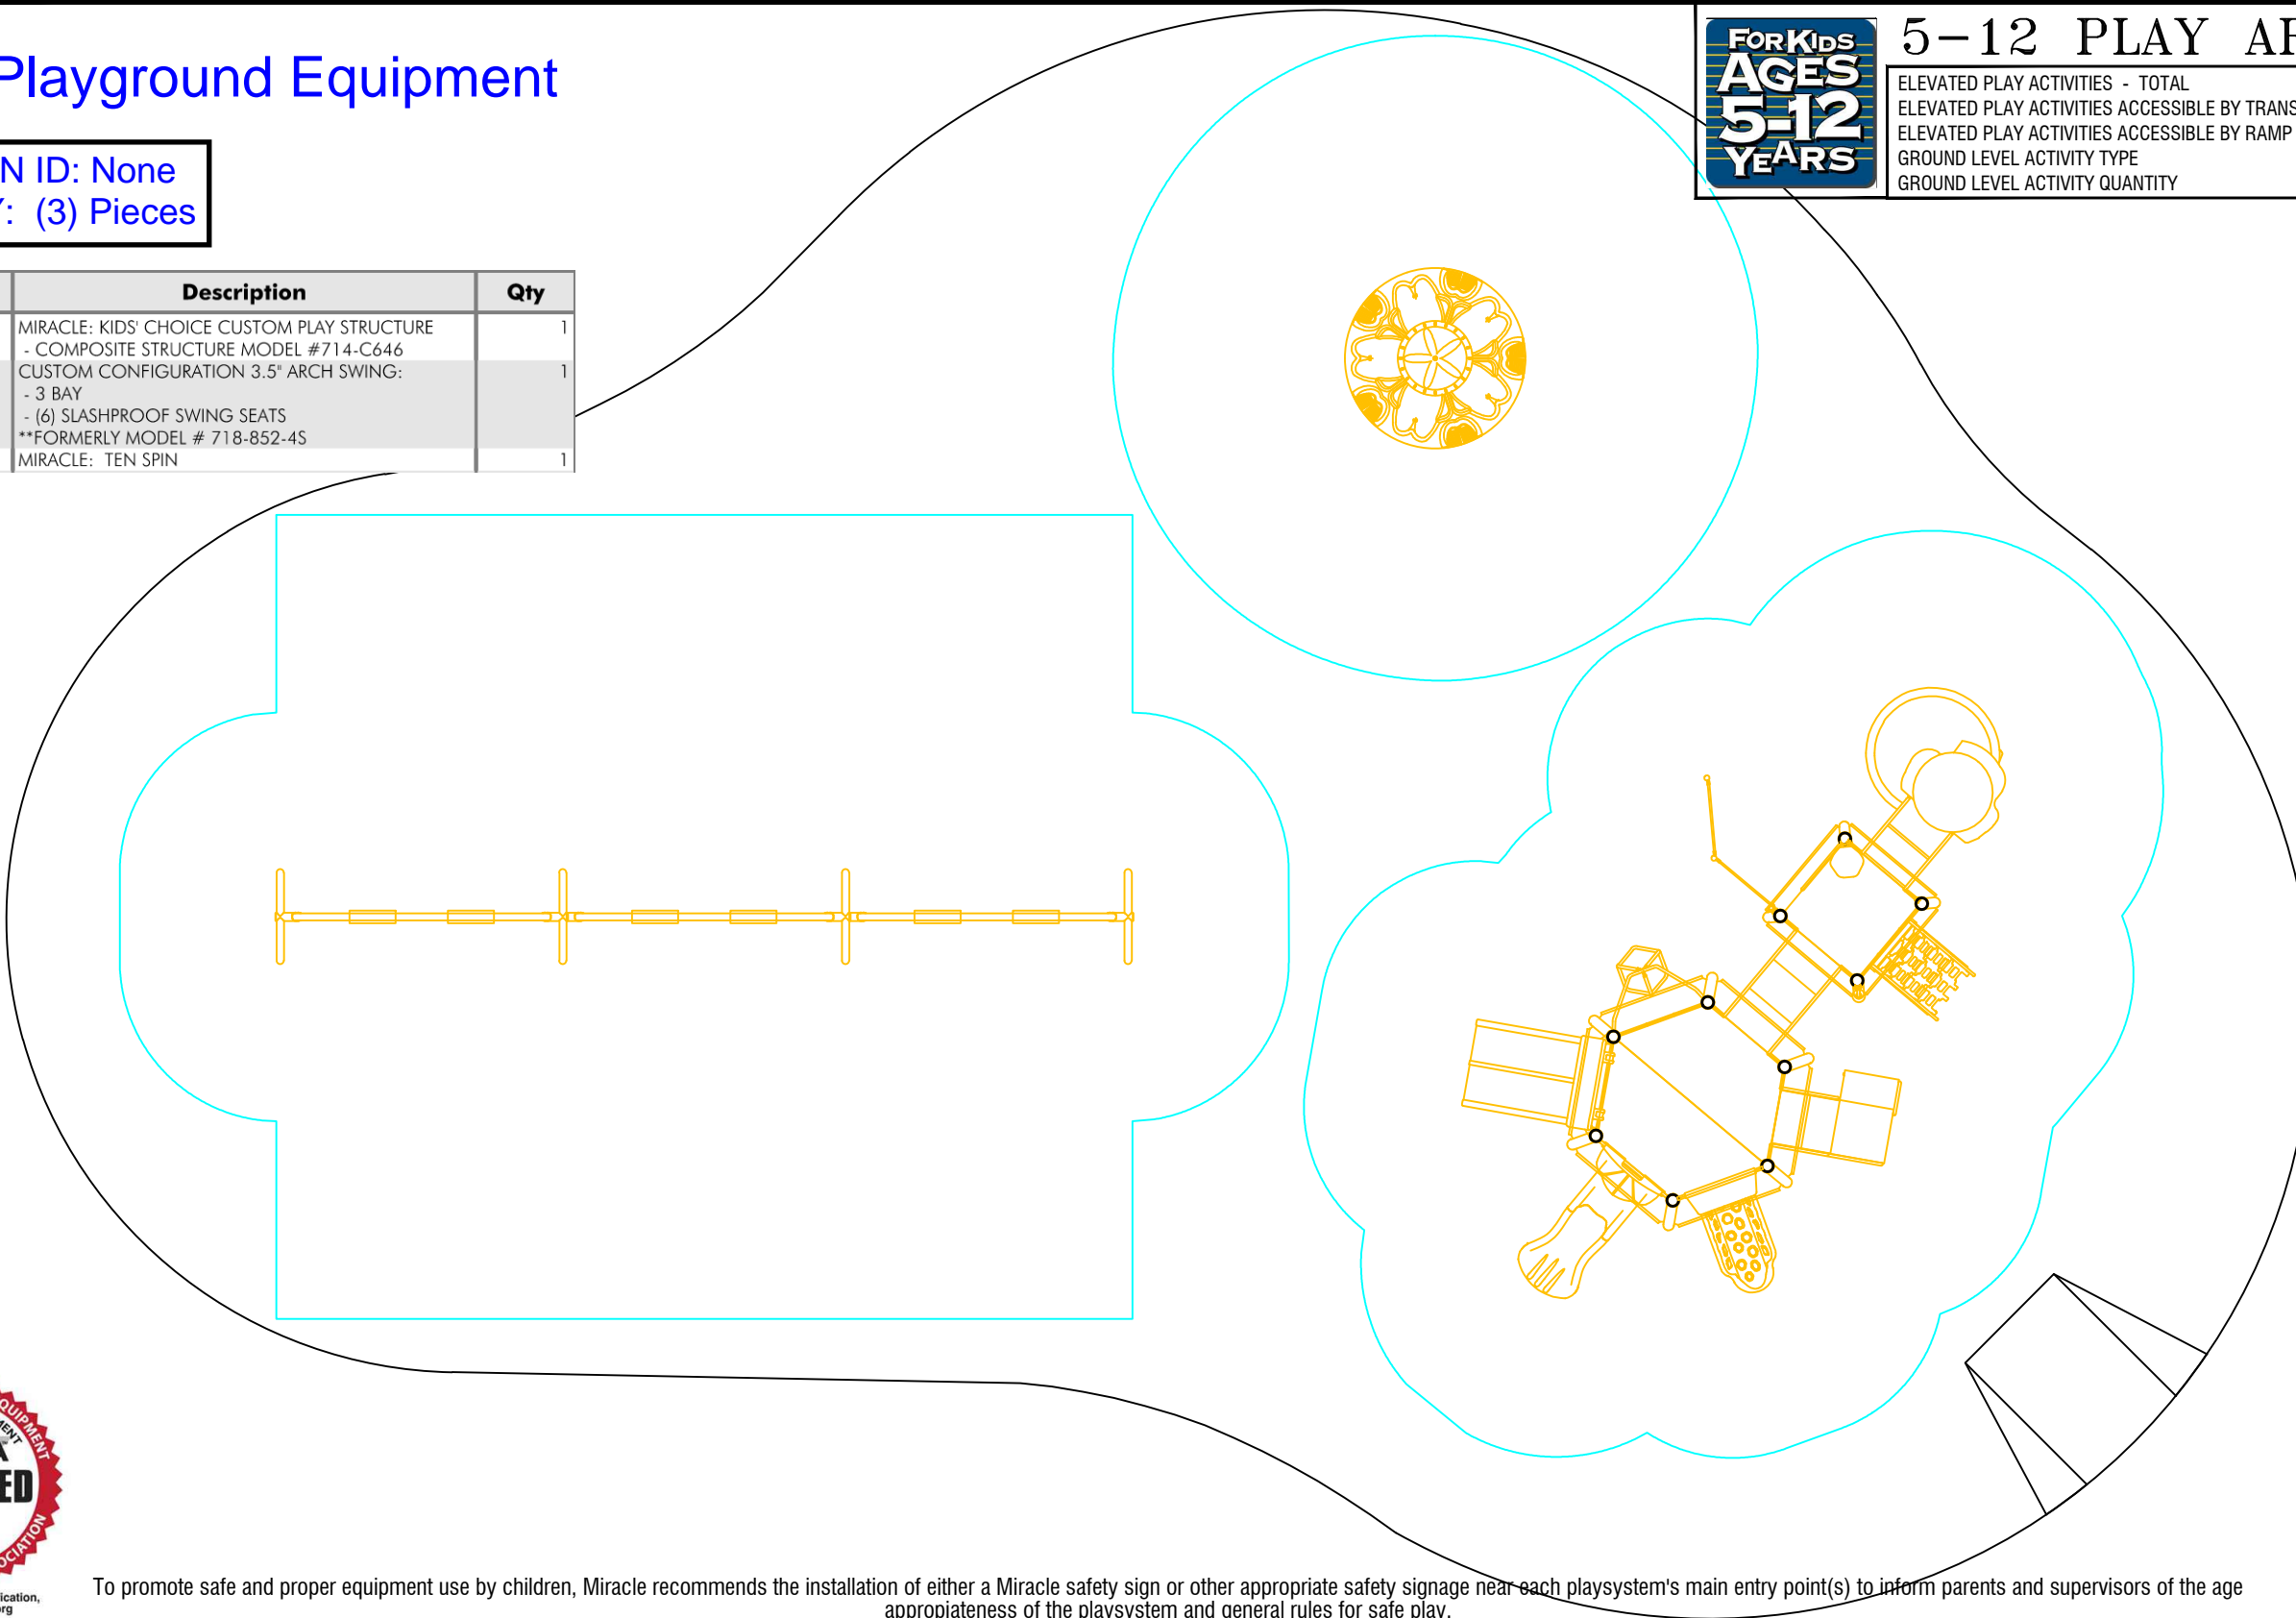 Playground Equipment
N ID: None
: (3) Pieces
Description Qty
MIRACLE: KIDS' CHOICE CUSTOM PLAY STRUCTURE 1
- COMPOSITE STRUCTURE MODEL #714-C646
CUSTOM CONFIGURATION 3.5" ARCH SWING: 1
- 3 BAY
- (6) SLASHPROOF SWING SEATS
**FORMERLY MODEL # 718-852-4S
MIRACLE: TEN SPIN 1
FOR KIDS
AGES
5-12
YEARS
5-12 PLAY AR
ELEVATED PLAY ACTIVITIES - TOTAL
ELEVATED PLAY ACTIVITIES ACCESSIBLE BY TRANS
ELEVATED PLAY ACTIVITIES ACCESSIBLE BY RAMP
GROUND LEVEL ACTIVITY TYPE
GROUND LEVEL ACTIVITY QUANTITY
EQUIPMENT
MENT
A
ED
OCIATION
ication,
rg
To promote safe and proper equipment use by children, Miracle recommends the installation of either a Miracle safety sign or other appropriate safety signage near each playsystem's main entry point(s) to inform parents and supervisors of the age
appropiateness of the playsystem and general rules for safe play.